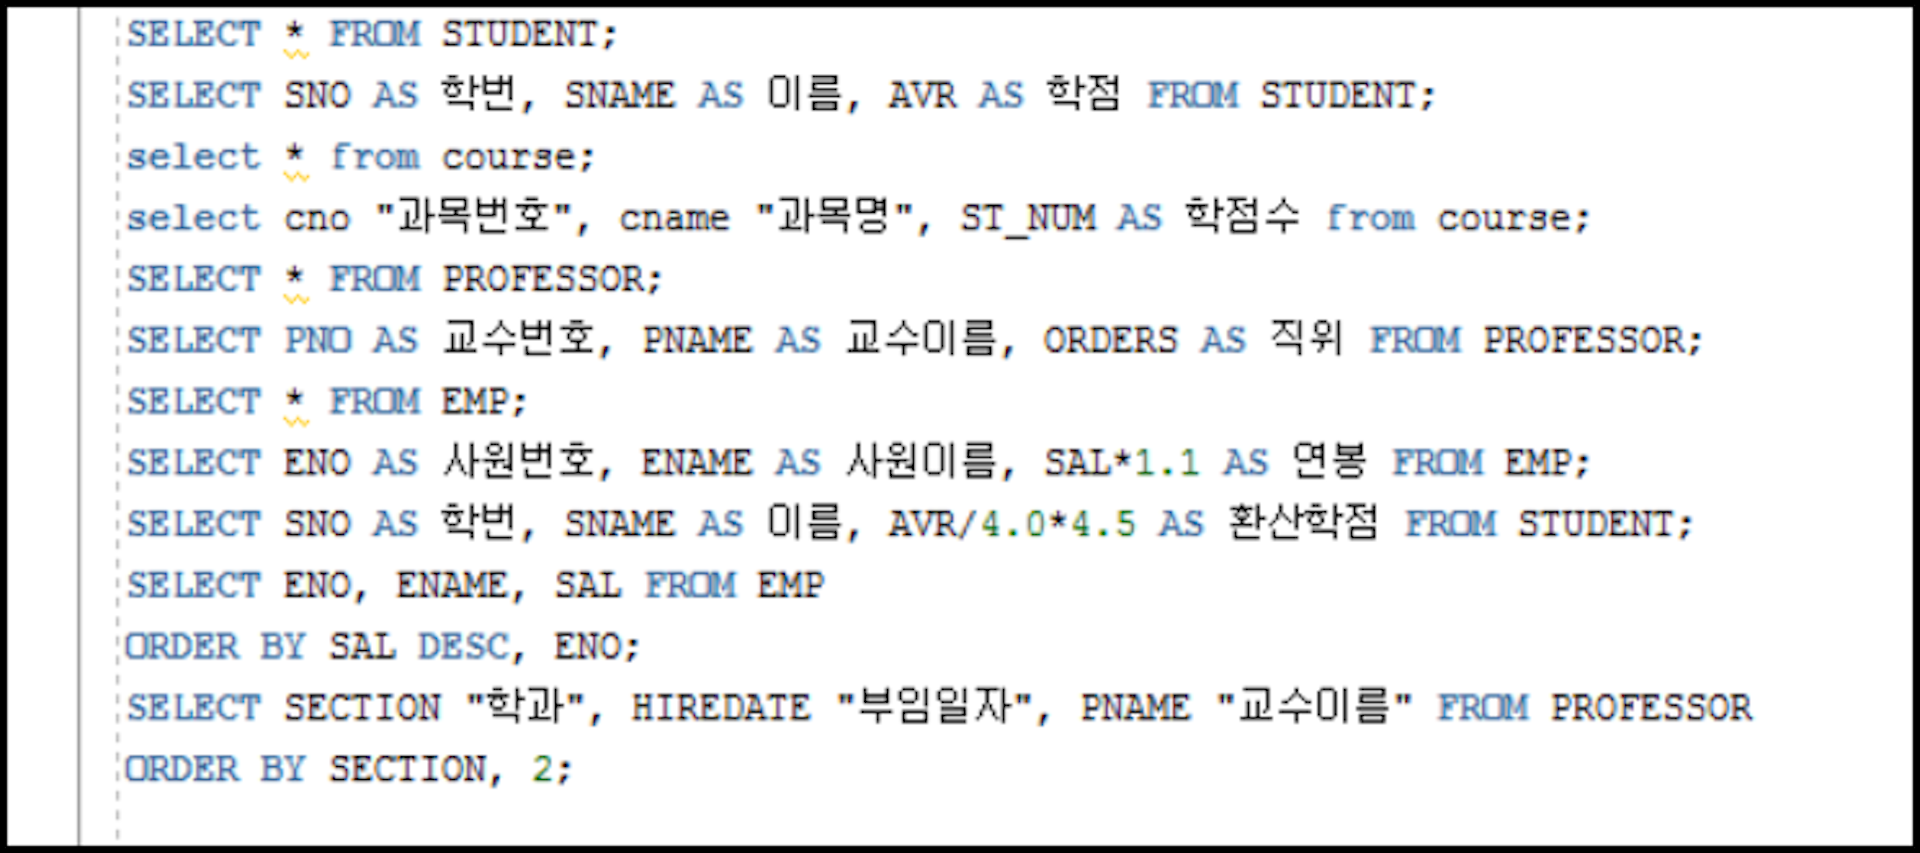 SELECT * FROM STUDENT;
SELECT SNO AS 학번, SNAME AS 이름, AVR AS 학점 FROM STUDENT;
select * from course;
select cno "과목번호", cname "과목명", ST_NUM AS 학점수 from course;
SELECT * FROM PROFESSOR;
SELECT PNO AS 교수번호, PNAME AS 교수이름, ORDERS AS 직위 FROM PROFESSOR;
SELECT * FROM EMP;
SELECT ENO AS 사원번호, ENAME AS 사원이름, SAL*1.1 AS 연봉 FROM EMP;
SELECT SNO AS 학번, SNAME AS 이름, AVR/4.0*4.5 AS 환산학점 FROM STUDENT;
SELECT ENO, ENAME, SAL FROM EMP
ORDER BY SAL DESC, ENO;
SELECT SECTION "학과", HIREDATE "부임일자", PNAME "교수이름" FROM PROFESSOR
ORDER BY SECTION, 2;